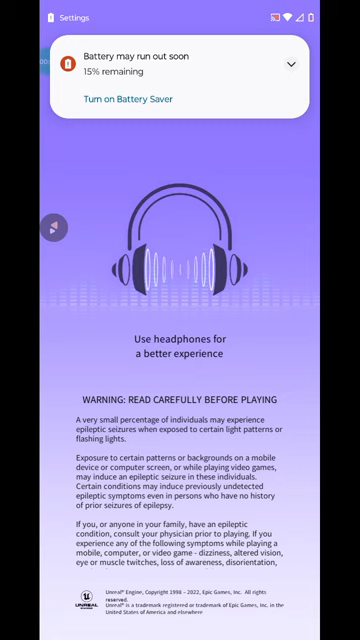 Settings
Battery may run out soon
15% remaining
Turn on Battery Saver
Use headphones for
a better experience
WARNING: READ CAREFULLY BEFORE PLAYING
A very small percentage of individuals may experience
epileptic seizures when exposed to certain light patterns or
flashing lights.
Exposure to certain patterns or backgrounds on a mobile
device or computer screen, or while playing video games,
may induce an epileptic seizure in these individuals.
Certain conditions may induce previously undetected
epileptic symptoms even in persons who have no history
of prior seizures of epilepsy.
If you, or anyone in your family, have an epileptic
condition, consult your physician prior to playing. If you
experience any of the following symptoms while playing a
mobile, computer, or video game - dizziness, altered vision,
eye or muscle twitches, loss of awareness, disorientation,
Unreal® Engine, Copyright 1998 – 2022, Epic Games, Inc. All rights
reserved.
Unreal® is a trademark registered or trademark of Epic Games, Inc. in the
United States of America and elsewhere
UNREAL